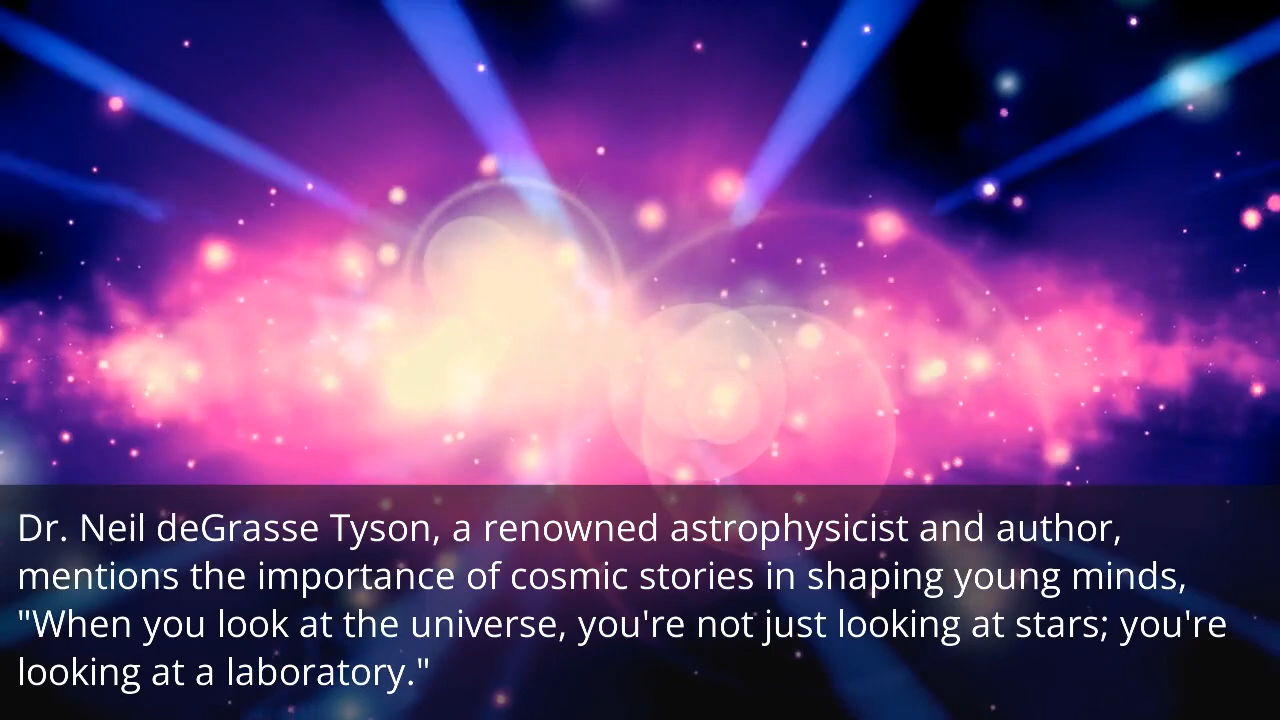 Dr. Neil deGrasse Tyson, a renowned astrophysicist and author,
mentions the importance of cosmic stories in shaping young minds,
"When you look at the universe, you're not just looking at stars; you're
looking at a laboratory."